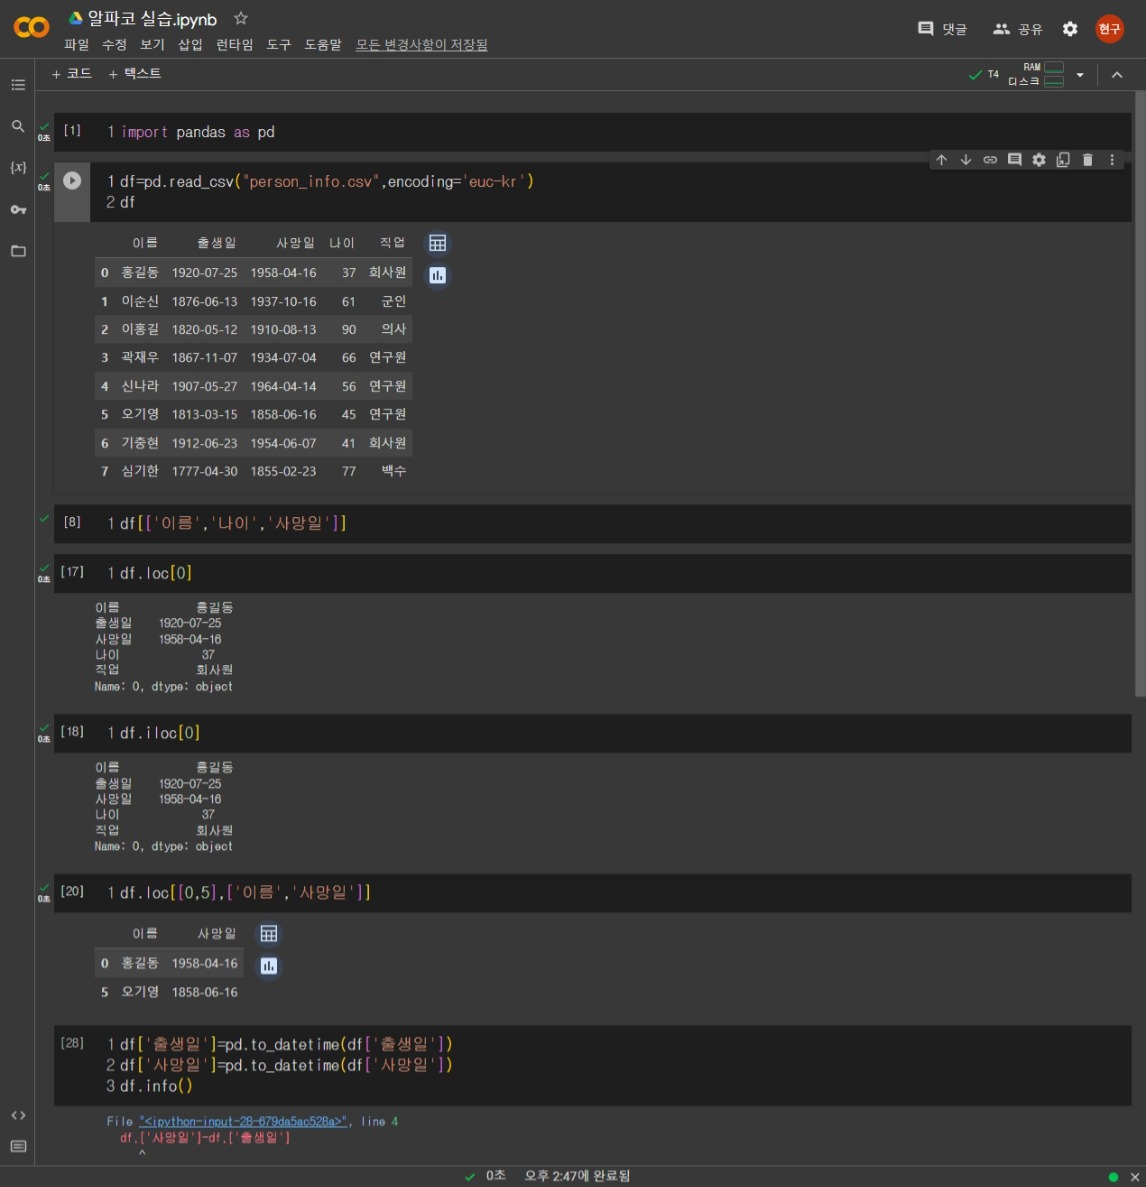 알파코 실습.ipynb
댓글 공유 현구
파일 수정 보기 삽입 런타임 도구 도움말 모든 변경사항이 저장됨
+ 코드 + 텍스트
T4 RAM
디스크
0초 [1] 1 import pandas as pd
0초 1 df=pd.read_csv("person_info.csv",encoding='euc-kr')
2 df
이름 출생일 사망일 나이 직업
0 홍길동 1920-07-25 1958-04-16 37 회사원
1 이순신 1876-06-13 1937-10-16 61 군인
2 이홍길 1820-05-12 1910-08-13 90 의사
3 곽재우 1867-11-07 1934-07-04 66 연구원
4 신나라 1907-05-27 1964-04-14 56 연구원
5 오기영 1813-03-15 1858-06-16 45 연구원
6 기충현 1912-06-23 1954-06-07 41 회사원
7 심기한 1777-04-30 1855-02-23 77 백수
[8] 1 df[['이름','나이','사망일']]
0초 [17] 1 df.loc[0]
이름 홍길동
출생일 1920-07-25
사망일 1958-04-16
나이 37
직업 회사원
Name: 0, dtype: object
0초 [18] 1 df.iloc[0]
이름 홍길동
출생일 1920-07-25
사망일 1958-04-16
나이 37
직업 회사원
Name: 0, dtype: object
0초 [20] 1 df.loc[[0,5],['이름','사망일']]
이름 사망일
0 홍길동 1958-04-16
5 오기영 1858-06-16
[28] 1 df['출생일']=pd.to_datetime(df['출생일'])
2 df['사망일']=pd.to_datetime(df['사망일'])
3 df.info()
File "<ipython-input-28-679da5ac528a>", line 4
df.['사망일']-df.['출생일']
^
0초 오후 2:47에 완료됨